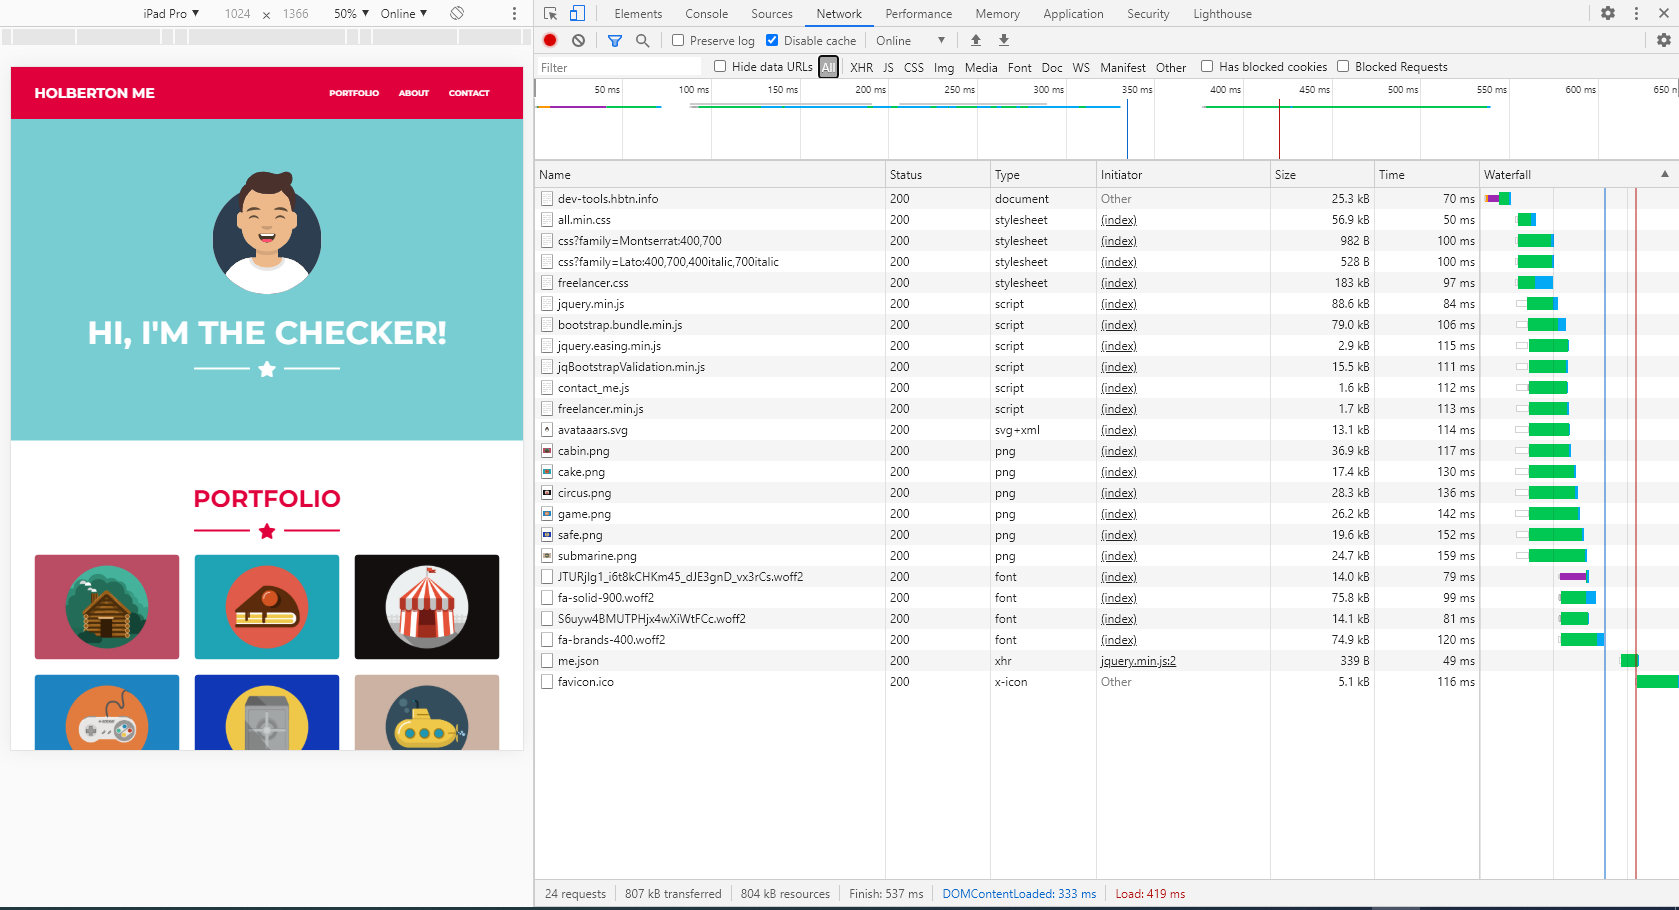 iPad Pro ▼ 1024 × 1366 50% ▼ Online ▼
Elements Console Sources Network Performance Memory Application Security Lighthouse
Preserve log Disable cache Online ▼
Filter Hide data URLs All XHR JS CSS Img Media Font Doc WS Manifest Other Has blocked cookies Blocked Requests
50 ms 100 ms 150 ms 200 ms 250 ms 300 ms 350 ms 400 ms 450 ms 500 ms 550 ms 600 ms 650 n
HOLBERTON ME PORTFOLIO ABOUT CONTACT
HI, I'M THE CHECKER!
PORTFOLIO
Name Status Type Initiator Size Time Waterfall
dev-tools.hbtn.info 200 document Other 25.3 kB 70 ms
all.min.css 200 stylesheet (index) 56.9 kB 50 ms
css?family=Montserrat:400,700 200 stylesheet (index) 982 B 100 ms
css?family=Lato:400,700,400italic,700italic 200 stylesheet (index) 528 B 100 ms
freelancer.css 200 stylesheet (index) 183 kB 97 ms
jquery.min.js 200 script (index) 88.6 kB 84 ms
bootstrap.bundle.min.js 200 script (index) 79.0 kB 106 ms
jquery.easing.min.js 200 script (index) 2.9 kB 115 ms
jqBootstrapValidation.min.js 200 script (index) 15.5 kB 111 ms
contact_me.js 200 script (index) 1.6 kB 112 ms
freelancer.min.js 200 script (index) 1.7 kB 113 ms
avataaars.svg 200 svg+xml (index) 13.1 kB 114 ms
cabin.png 200 png (index) 36.9 kB 117 ms
cake.png 200 png (index) 17.4 kB 130 ms
circus.png 200 png (index) 28.3 kB 136 ms
game.png 200 png (index) 26.2 kB 142 ms
safe.png 200 png (index) 19.6 kB 152 ms
submarine.png 200 png (index) 24.7 kB 159 ms
JTURjIg1_i6t8kCHKm45_dJE3gnD_vx3rCs.woff2 200 font (index) 14.0 kB 79 ms
fa-solid-900.woff2 200 font (index) 75.8 kB 99 ms
S6uyw4BMUTPHjx4wXiWtFCc.woff2 200 font (index) 14.1 kB 81 ms
fa-brands-400.woff2 200 font (index) 74.9 kB 120 ms
me.json 200 xhr jquery.min.js:2 339 B 49 ms
favicon.ico 200 x-icon Other 5.1 kB 116 ms
24 requests 807 kB transferred 804 kB resources Finish: 537 ms DOMContentLoaded: 333 ms Load: 419 ms